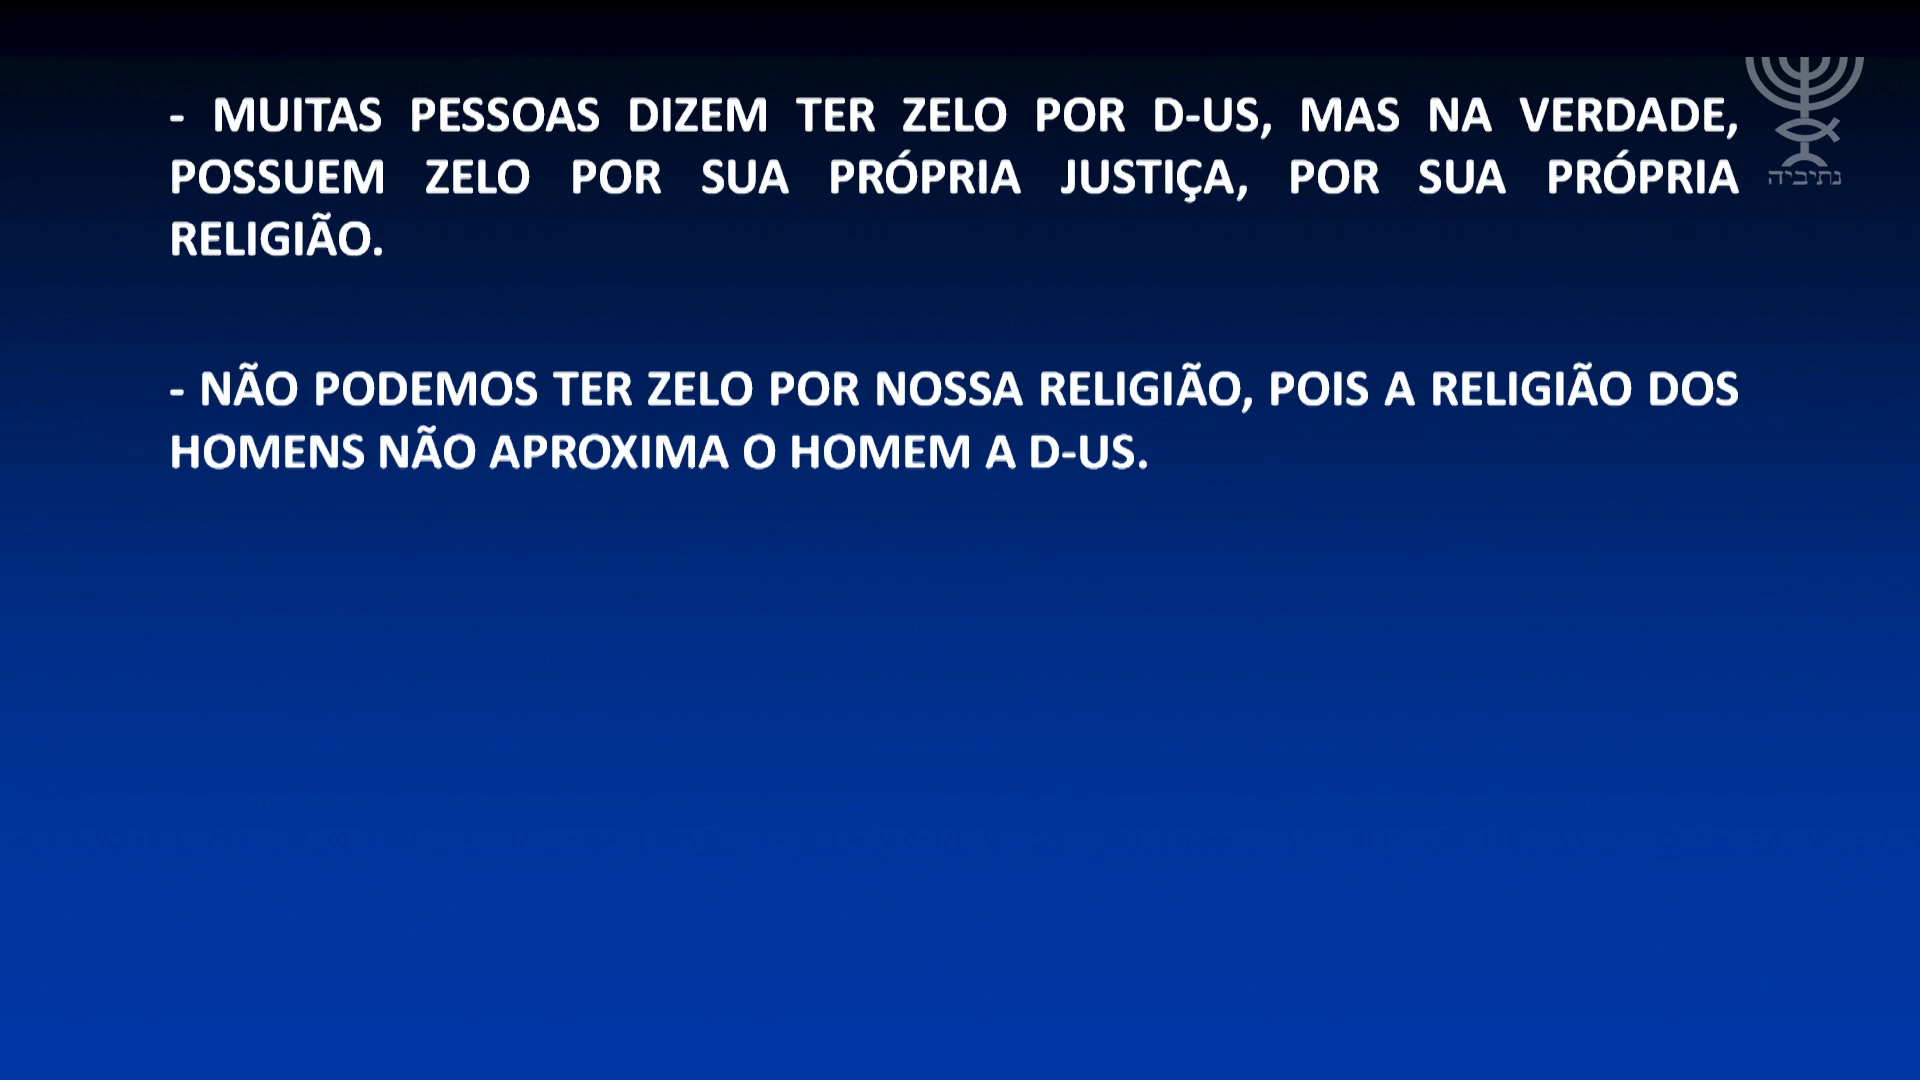 - MUITAS PESSOAS DIZEM TER ZELO POR D-US, MAS NA VERDADE,
POSSUEM ZELO POR SUA PRÓPRIA JUSTIÇA, POR SUA PRÓPRIA
RELIGIÃO.
- NÃO PODEMOS TER ZELO POR NOSSA RELIGIÃO, POIS A RELIGIÃO DOS
HOMENS NÃO APROXIMA O HOMEM A D-US.
נתיביה